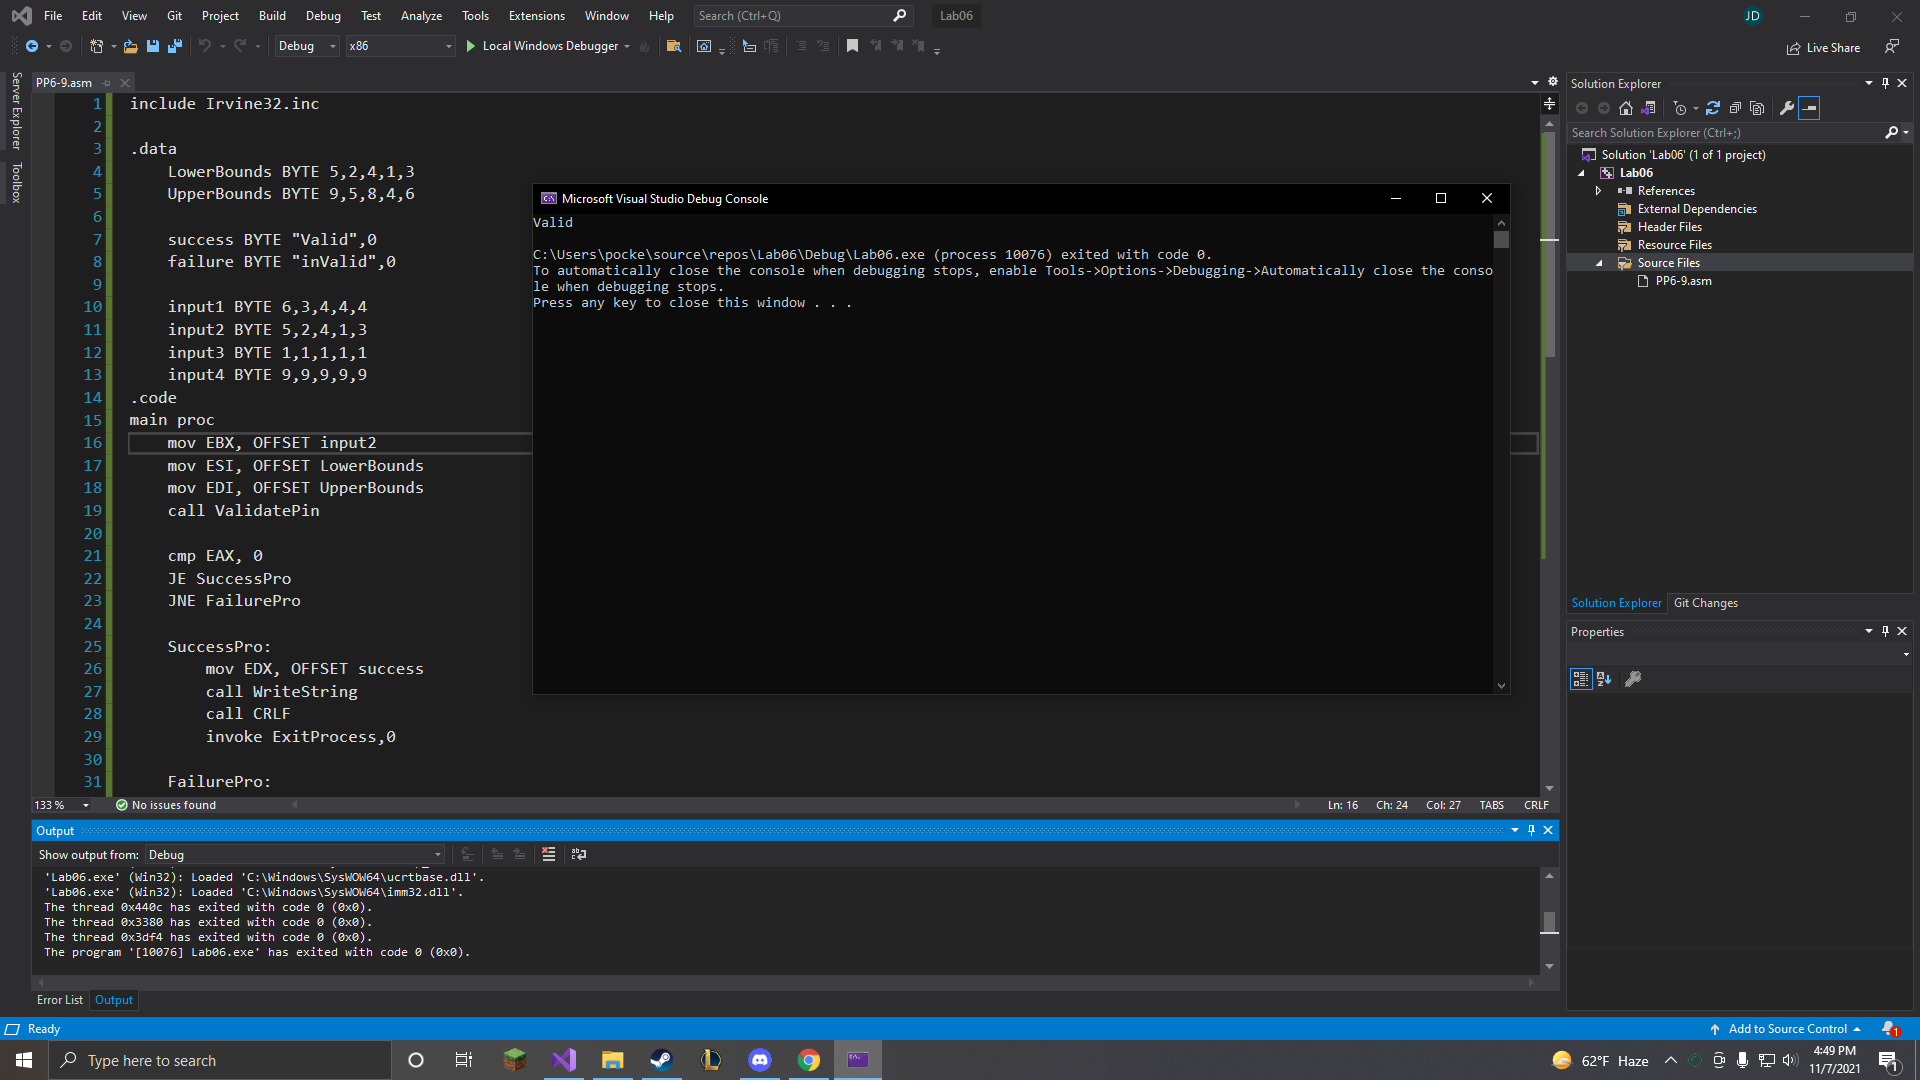 File Edit View Git Project Build Debug Test Analyze Tools Extensions Window Help Search (Ctrl+Q) Lab06 JD
Debug x86 Local Windows Debugger Live Share
Server Explorer
Toolbox
PP6-9.asm
1 include Irvine32.inc
2
3 .data
4 LowerBounds BYTE 5,2,4,1,3
5 UpperBounds BYTE 9,5,8,4,6
6
7 success BYTE "Valid",0
8 failure BYTE "inValid",0
9
10 input1 BYTE 6,3,4,4,4
11 input2 BYTE 5,2,4,1,3
12 input3 BYTE 1,1,1,1,1
13 input4 BYTE 9,9,9,9,9
14 .code
15 main proc
16 mov EBX, OFFSET input2
17 mov ESI, OFFSET LowerBounds
18 mov EDI, OFFSET UpperBounds
19 call ValidatePin
20
21 cmp EAX, 0
22 JE SuccessPro
23 JNE FailurePro
24
25 SuccessPro:
26 mov EDX, OFFSET success
27 call WriteString
28 call CRLF
29 invoke ExitProcess,0
30
31 FailurePro:
133 % No issues found Ln: 16 Ch: 24 Col: 27 TABS CRLF
Microsoft Visual Studio Debug Console
Valid
C:\Users\pocke\source\repos\Lab06\Debug\Lab06.exe (process 10076) exited with code 0.
To automatically close the console when debugging stops, enable Tools->Options->Debugging->Automatically close the conso
le when debugging stops.
Press any key to close this window . . .
Solution Explorer
Search Solution Explorer (Ctrl+;)
Solution 'Lab06' (1 of 1 project)
Lab06
References
External Dependencies
Header Files
Resource Files
Source Files
PP6-9.asm
Solution Explorer Git Changes
Properties
Output
Show output from: Debug
'Lab06.exe' (Win32): Loaded 'C:\Windows\SysWOW64\ucrtbase.dll'.
'Lab06.exe' (Win32): Loaded 'C:\Windows\SysWOW64\imm32.dll'.
The thread 0x440c has exited with code 0 (0x0).
The thread 0x3380 has exited with code 0 (0x0).
The thread 0x3df4 has exited with code 0 (0x0).
The program '[10076] Lab06.exe' has exited with code 0 (0x0).
Error List Output
Ready Add to Source Control 1
Type here to search 62°F Haze 4:49 PM
11/7/2021 1